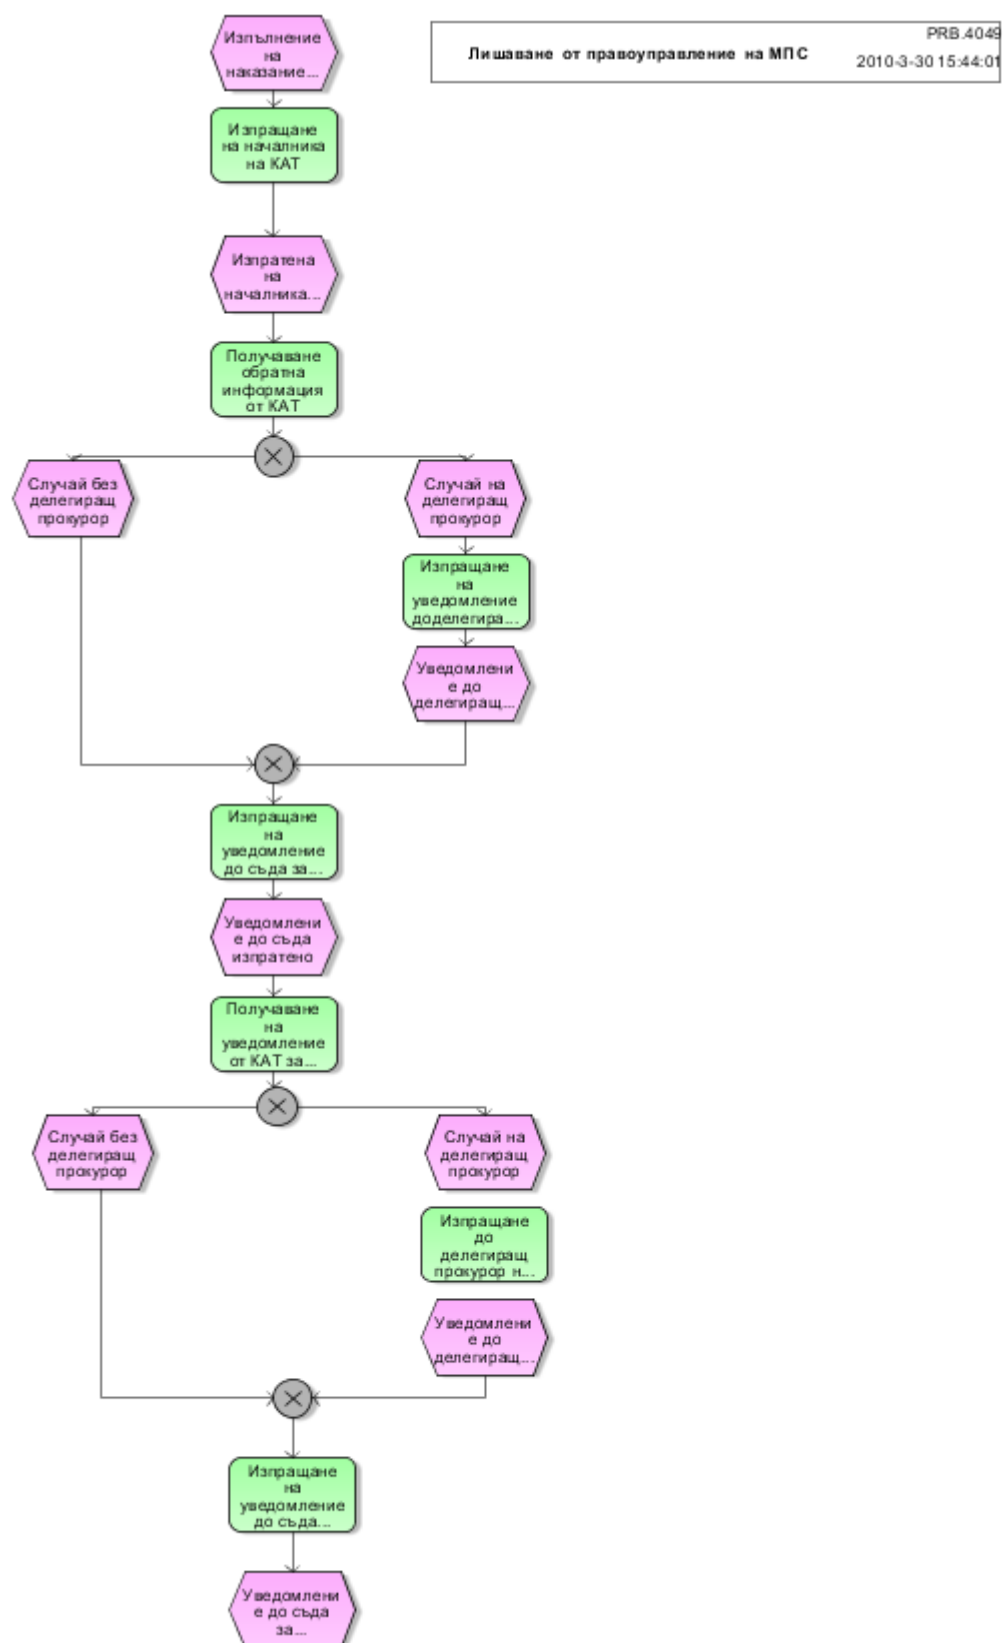 Изпълнение
на
наказание...
Лишаване от правоуправление на МПС
PRB.4049
2010-3-30 15:44:01
Изпращане
на началника
на КАТ
Изпратена
на
началника...
Получаване
обратна
информация
от КАТ
Случай без
делегиращ
прокурор
Случай на
делегиращ
прокурор
Изпращане
на
уведомление
доделегира...
Уведомлени
е до
делегиращ...
Изпращане
на
уведомление
до съда за...
Уведомлени
е до съда
изпратено
Получаване
на
уведомление
от КАТ за...
Случай без
делегиращ
прокурор
Случай на
делегиращ
прокурор
Изпращане
до
делегиращ
прокурор н...
Уведомлени
е до
делегиращ...
Изпращане
на
уведомление
до съда...
Уведомлени
е до съда
за...